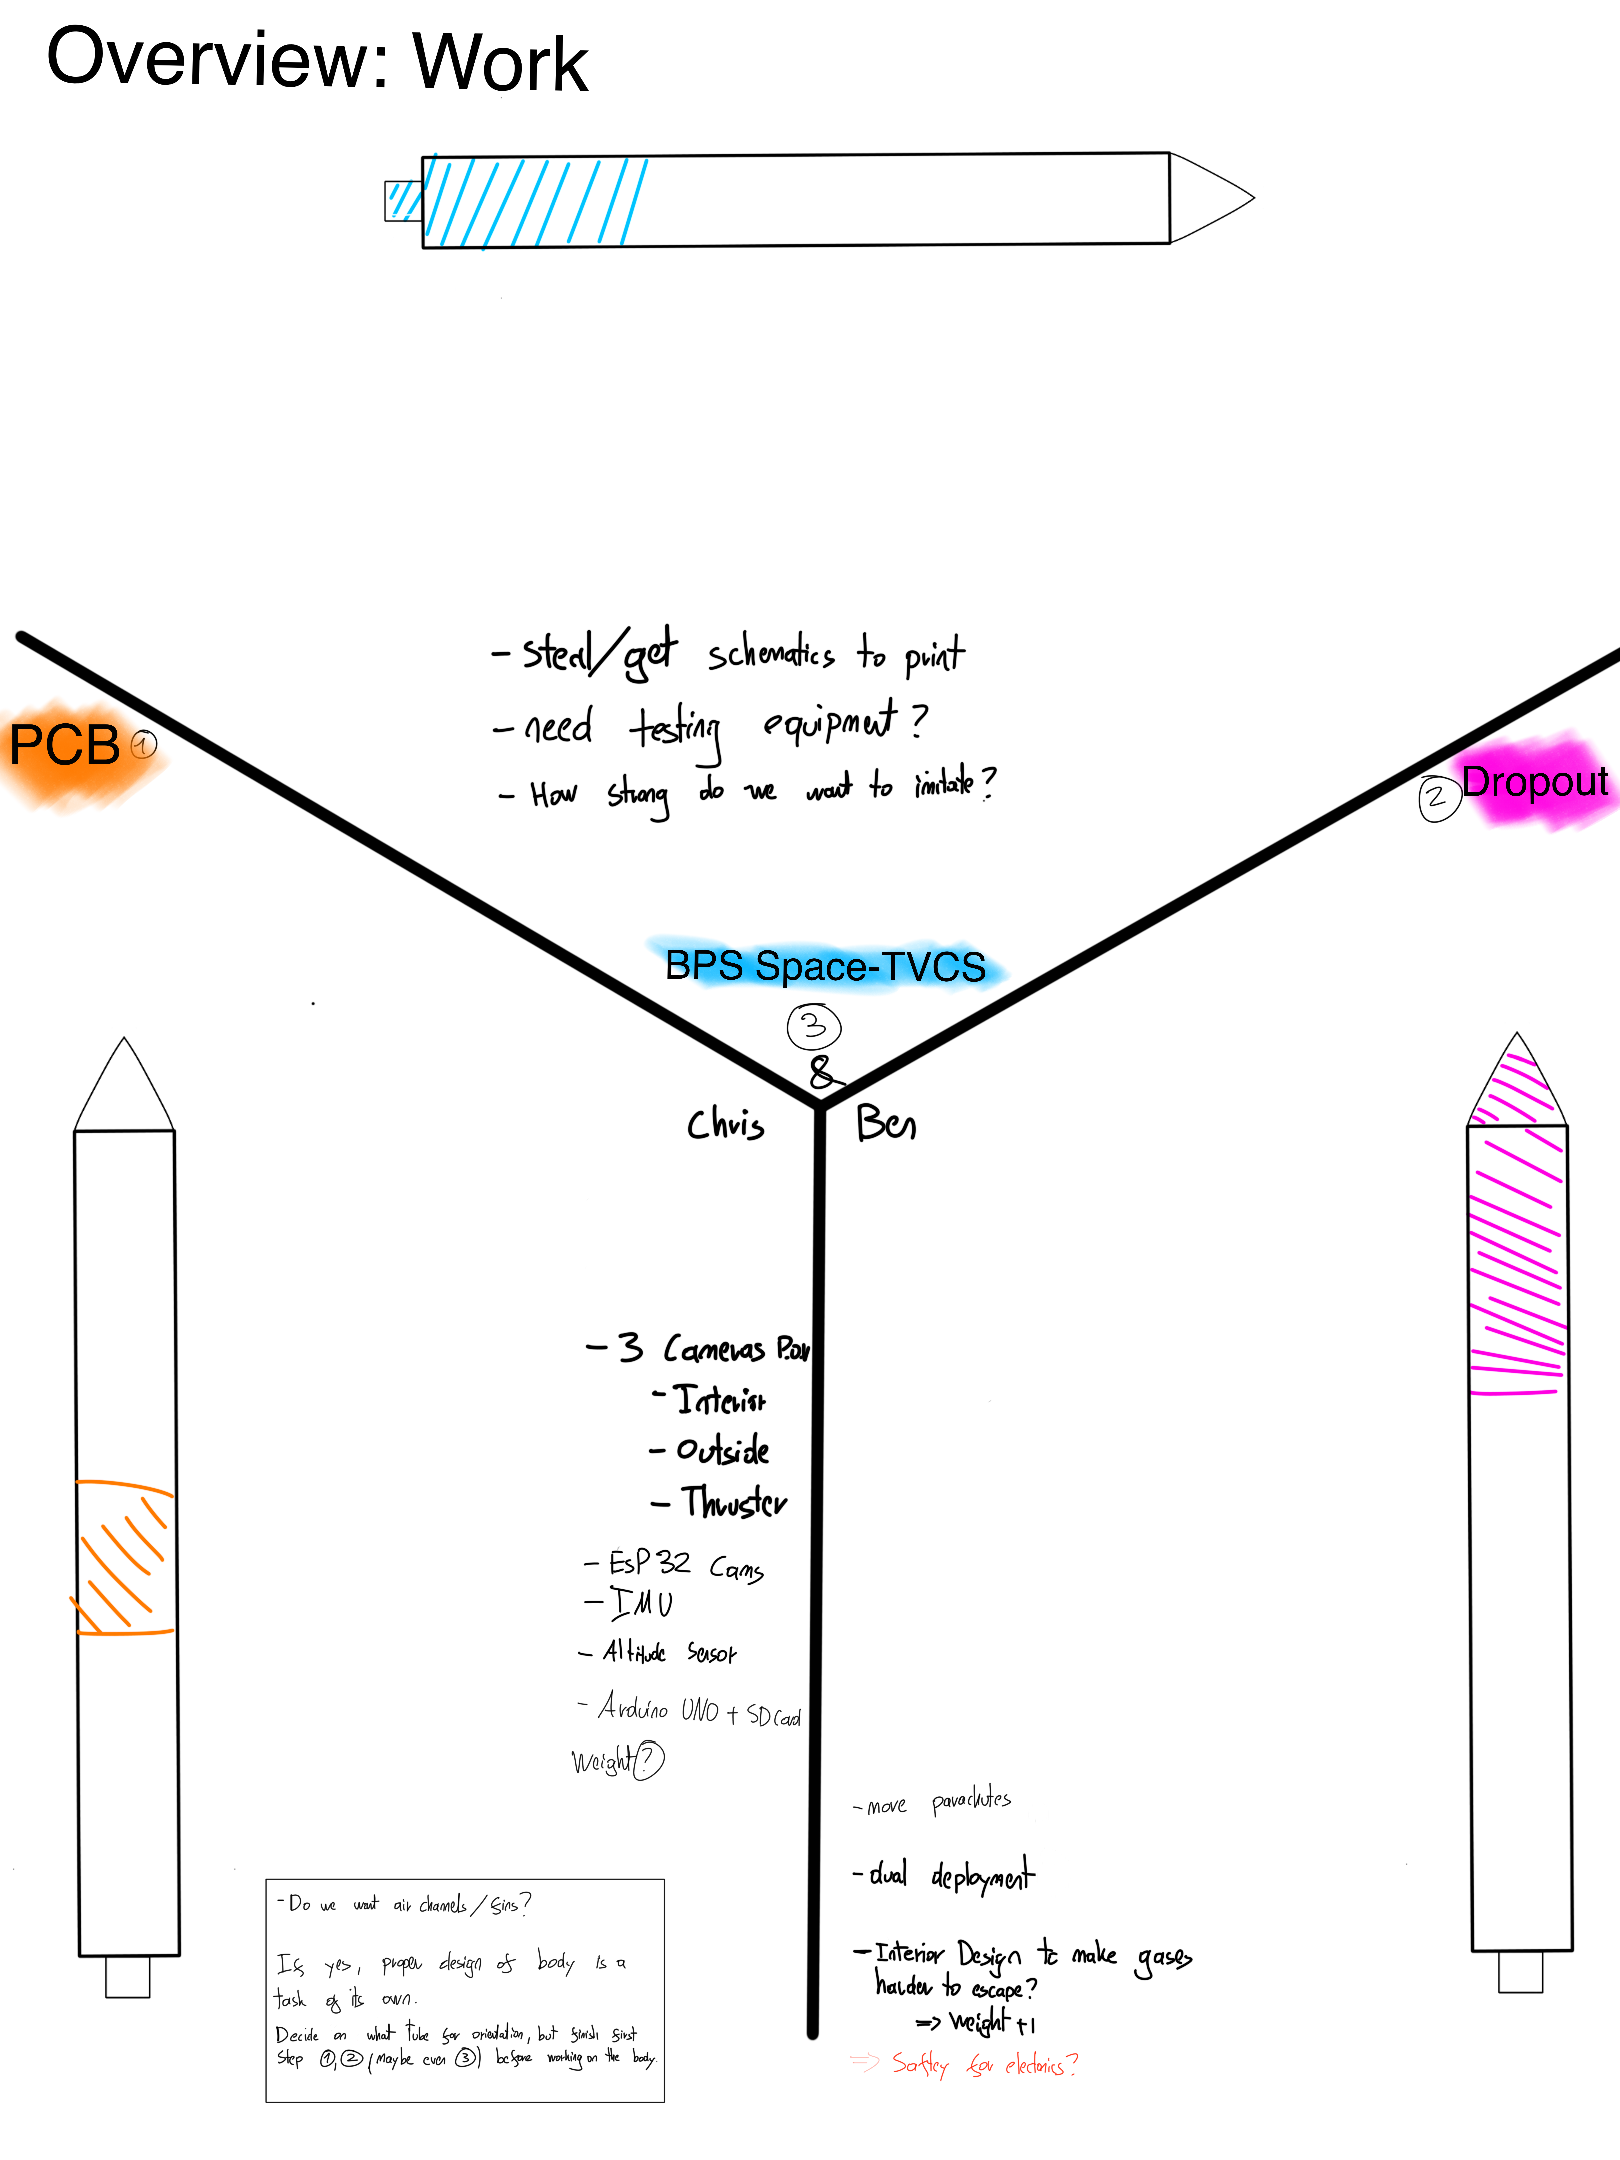 Overview: Work
- steal/get schematics to print
- need testing equipment?
- How strong do we want to imitate?
PCB ①
② Dropout
BPS Space-TVCS
③
&
Chris Ben
- 3 Cameras P.o.V
- Interior
- Outside
- Thruster
- ESP32 Cams
- IMU
- Altitude sensor
- Arduino UNO + SD Card
Weight?
- move parachutes
- dual deployment
- Interior Design to make gases
harder to escape?
=> Weight +1
=> Saftey for electonics?
- Do we want air chanels/fins?
If yes, proper design of body is a
task of its own.
Decide on what tube for orientation, but finish first
Step ①,② (maybe even ③) before working on the body.